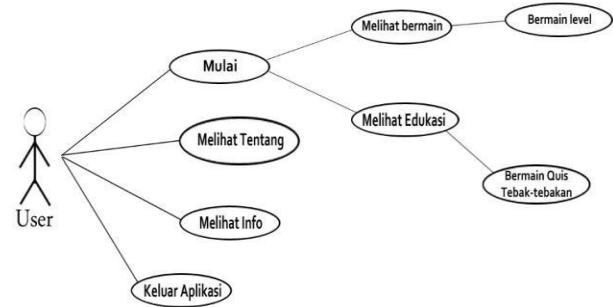 Melihat bermain
Bermain level
Mulai
Melihat Edukasi
Melihat Tentang
Bermain Quis
Tebak-tebakan
User
Melihat Info
Keluar Aplikasi